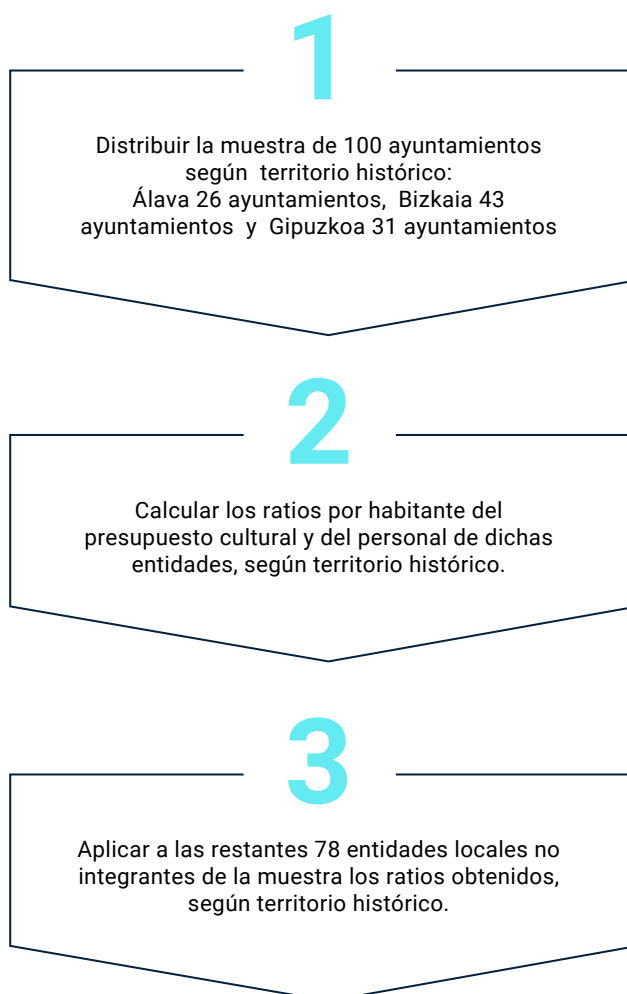 1
Distribuir la muestra de 100 ayuntamientos
según territorio histórico:
Álava 26 ayuntamientos, Bizkaia 43
ayuntamientos y Gipuzkoa 31 ayuntamientos
2
Calcular los ratios por habitante del
presupuesto cultural y del personal de dichas
entidades, según territorio histórico.
3
Aplicar a las restantes 78 entidades locales no
integrantes de la muestra los ratios obtenidos,
según territorio histórico.